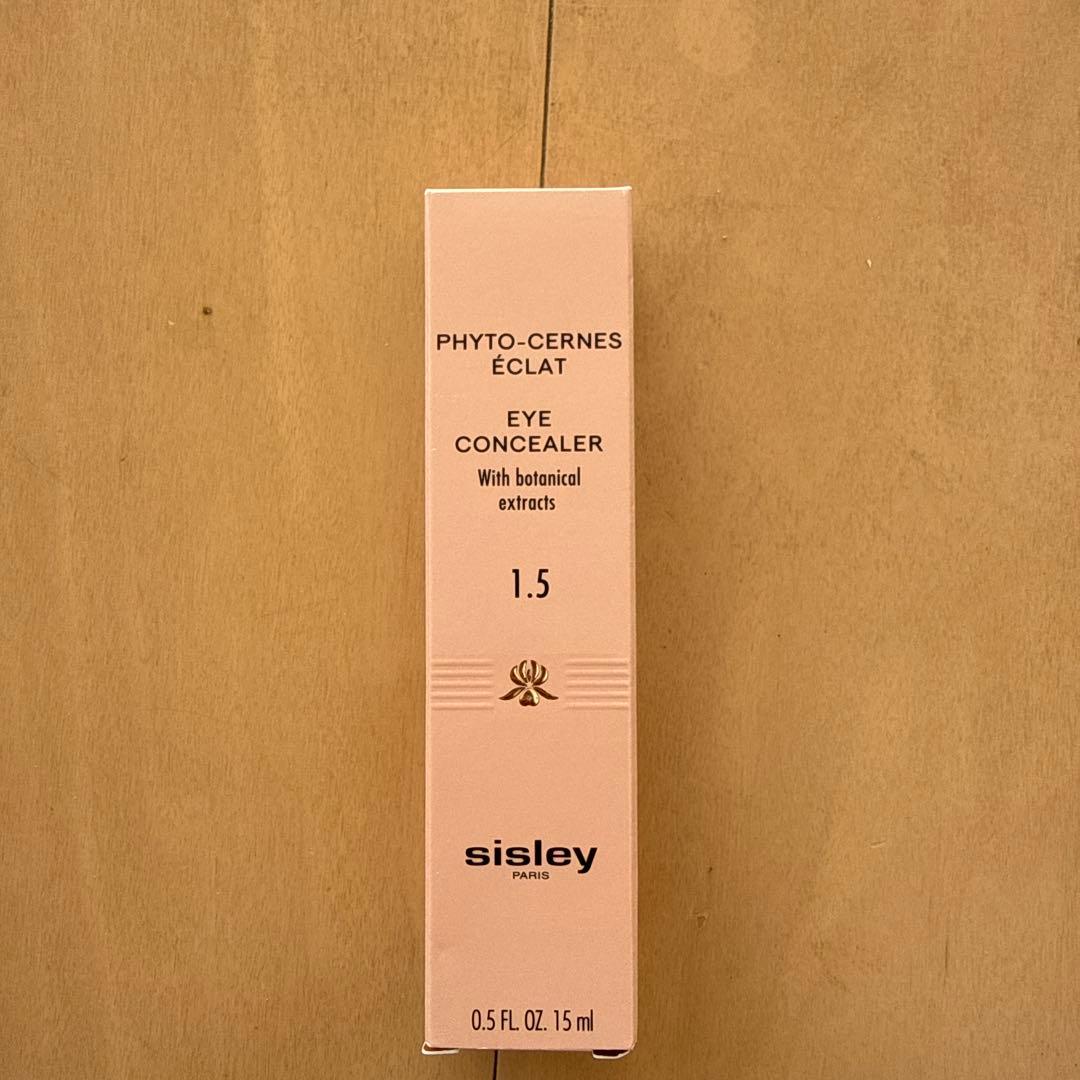 PHYTO-CERNES
ÉCLAT
EYE
CONCEALER
With botanical
extracts
1.5
sisley
PARIS
0.5 FL. OZ. 15 ml